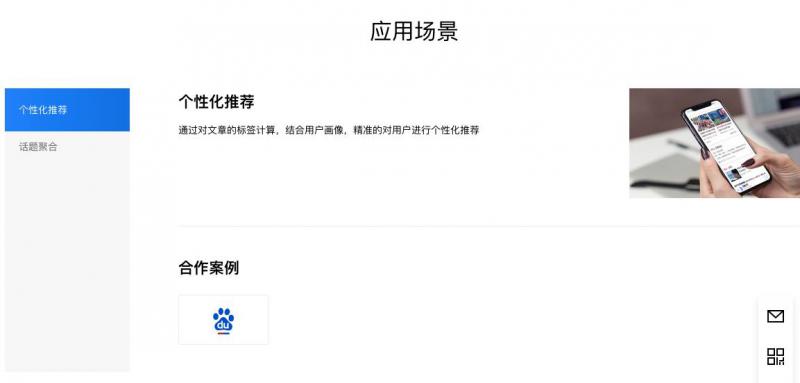 应用场景
个性化推荐
话题聚合
个性化推荐
通过对文章的标签计算，结合用户画像，精准的对用户进行个性化推荐
合作案例
du